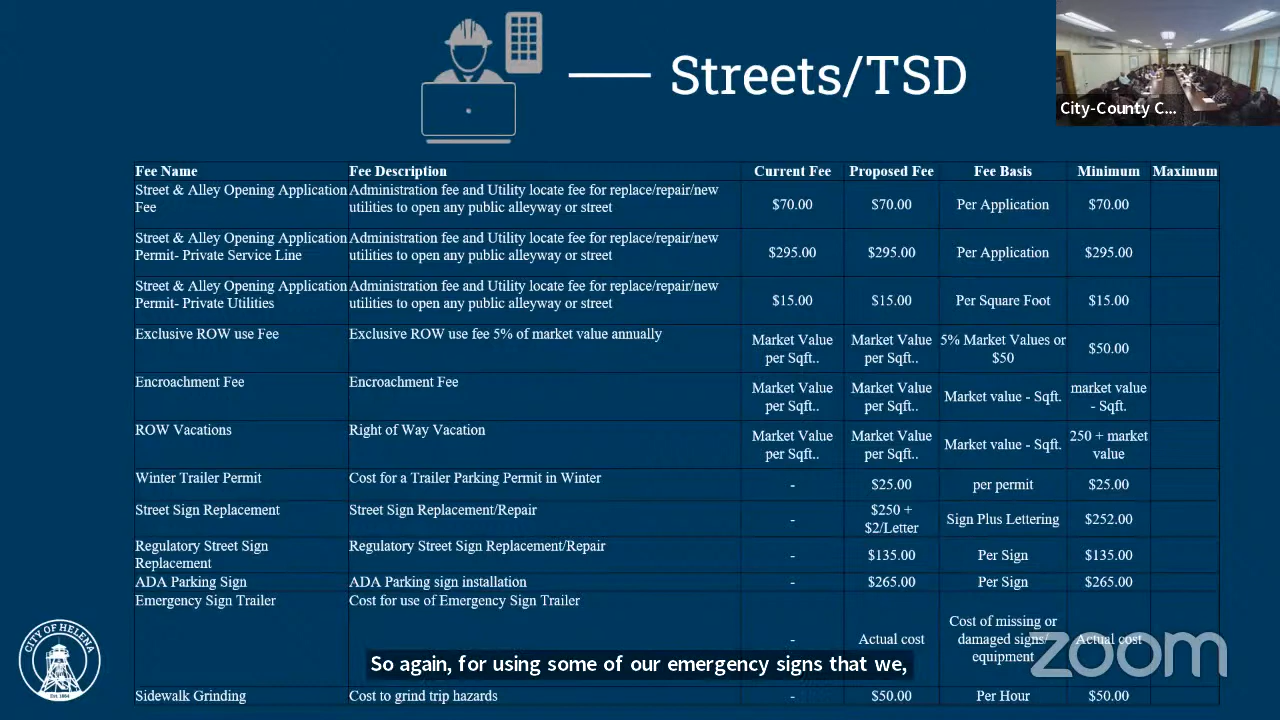 Streets/TSD
City-County C...
Fee Name Fee Description Current Fee Proposed Fee Fee Basis Minimum Maximum
Street & Alley Opening Application Administration fee and Utility locate fee for replace/repair/new
Fee utilities to open any public alleyway or street $70.00 $70.00 Per Application $70.00
Street & Alley Opening Application Administration fee and Utility locate fee for replace/repair/new
Permit- Private Service Line utilities to open any public alleyway or street $295.00 $295.00 Per Application $295.00
Street & Alley Opening Application Administration fee and Utility locate fee for replace/repair/new
Permit- Private Utilities utilities to open any public alleyway or street $15.00 $15.00 Per Square Foot $15.00
Exclusive ROW use Fee Exclusive ROW use fee 5% of market value annually Market Value Market Value 5% Market Values or
per Sqft.. per Sqft.. $50 $50.00
Encroachment Fee Encroachment Fee Market Value Market Value Market value - Sqft. market value
per Sqft.. per Sqft.. - Sqft.
ROW Vacations Right of Way Vacation Market Value Market Value Market value - Sqft. 250 + market
per Sqft.. per Sqft.. value
Winter Trailer Permit Cost for a Trailer Parking Permit in Winter - $25.00 per permit $25.00
Street Sign Replacement Street Sign Replacement/Repair - $250 + Sign Plus Lettering $252.00
$2/Letter
Regulatory Street Sign Regulatory Street Sign Replacement/Repair - $135.00 Per Sign $135.00
Replacement
ADA Parking Sign ADA Parking sign installation - $265.00 Per Sign $265.00
Emergency Sign Trailer Cost for use of Emergency Sign Trailer - Actual cost Cost of missing or Actual cost
damaged signs/
equipment
So again, for using some of our emergency signs that we,
zoom
Sidewalk Grinding Cost to grind trip hazards - $50.00 Per Hour $50.00
CITY OF HELENA
Est. 1864